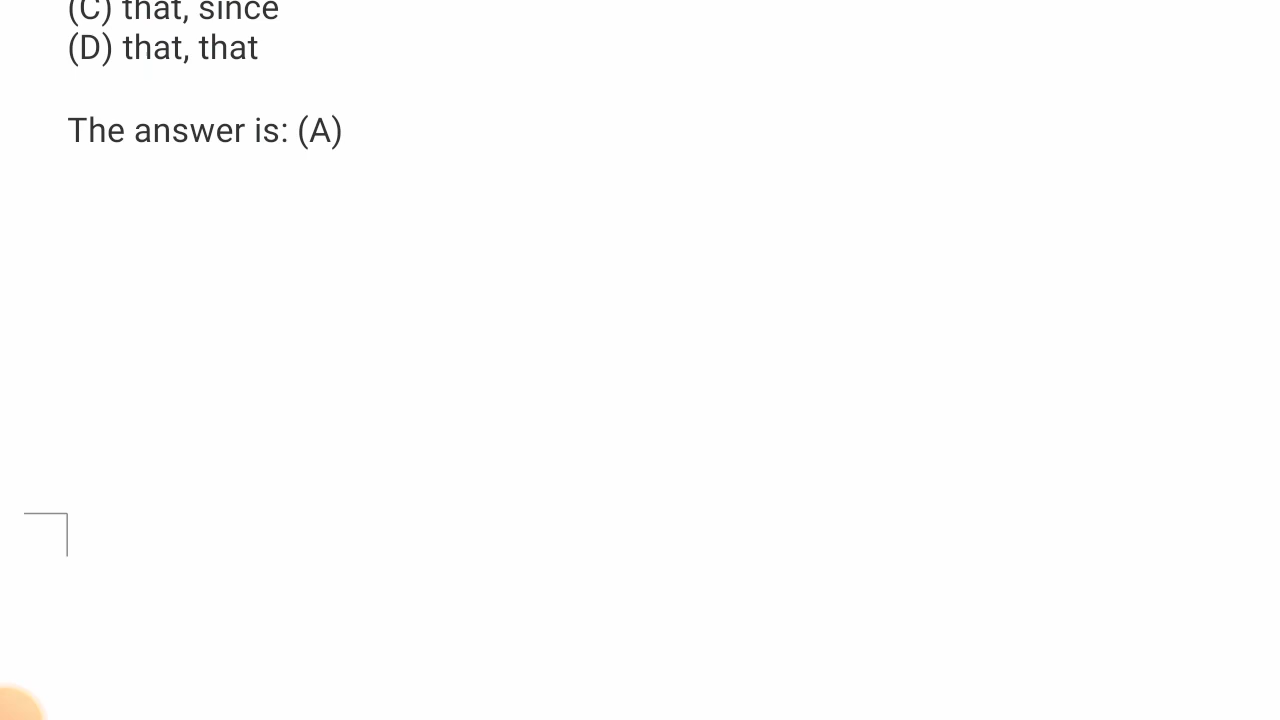 (C) that, since
(D) that, that
The answer is: (A)